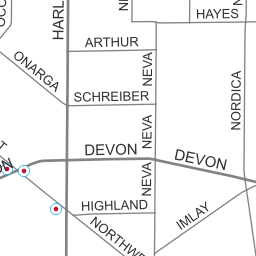 HAYES
HARL
ARTHUR
ONARGA
NEVA
SCHREIBER
NORDICA
NEVA
DEVON
DEVON
NEVA
HIGHLAND
IMLAY
NORTHWE